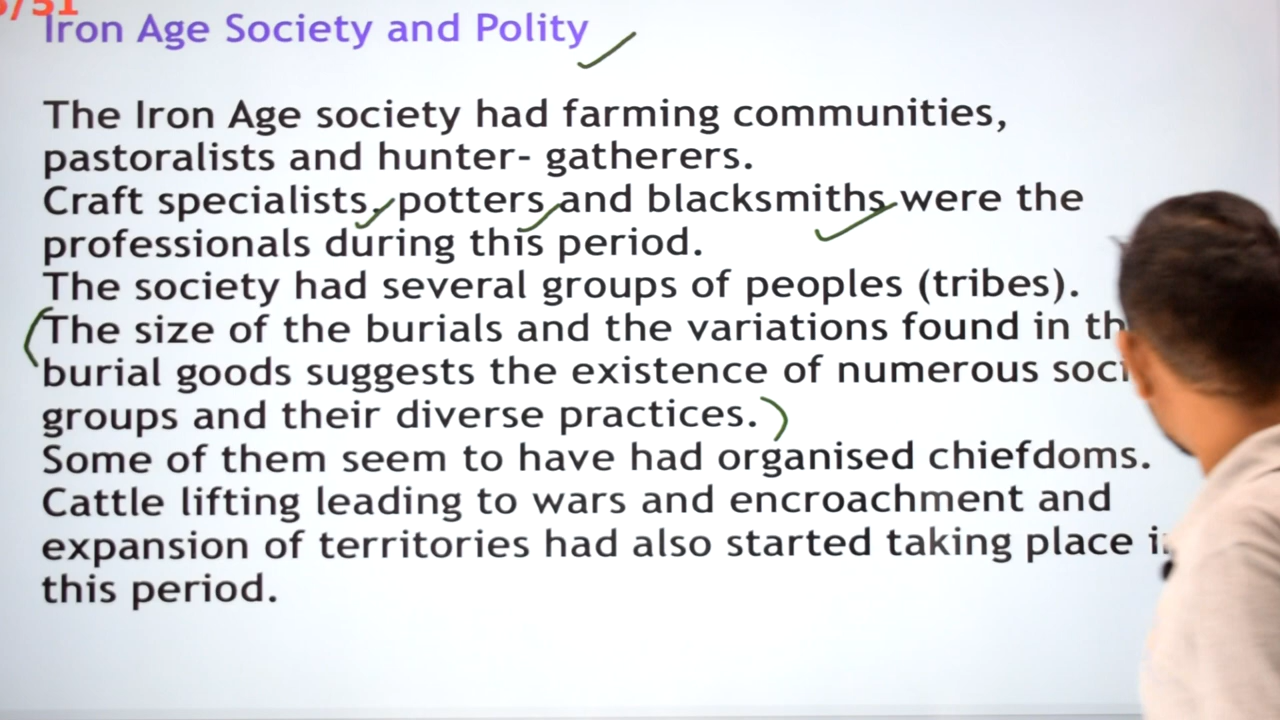 /51
Iron Age Society and Polity
The Iron Age society had farming communities,
pastoralists and hunter- gatherers.
Craft specialists, potters and blacksmiths were the
professionals during this period.
The society had several groups of peoples (tribes).
The size of the burials and the variations found in
burial goods suggests the existence of numerous
groups and their diverse practices.
Some of them seem to have had organised chiefdoms.
Cattle lifting leading to wars and encroachment and
expansion of territories had also started taking place
this period.